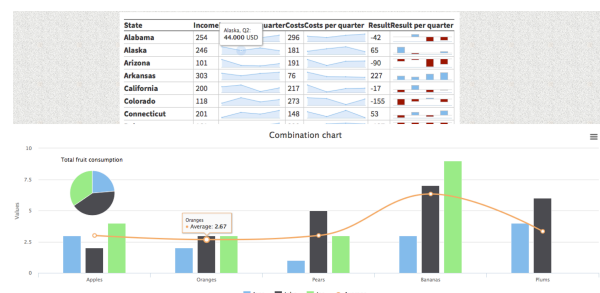 State Income quarter Costs Costs per quarter Result Result per quarter
Alaska, Q2:
44.000 USD
Alabama 254 296 -42
Alaska 246 181 65
Arizona 101 191 -90
Arkansas 303 76 227
California 200 217 -17
Colorado 118 273 -155
Connecticut 201 148 53
Combination chart
10
Total fruit consumption
7.5
Values
5
Oranges
Average: 2.67
2.5
0
Apples Oranges Pears Bananas Plums